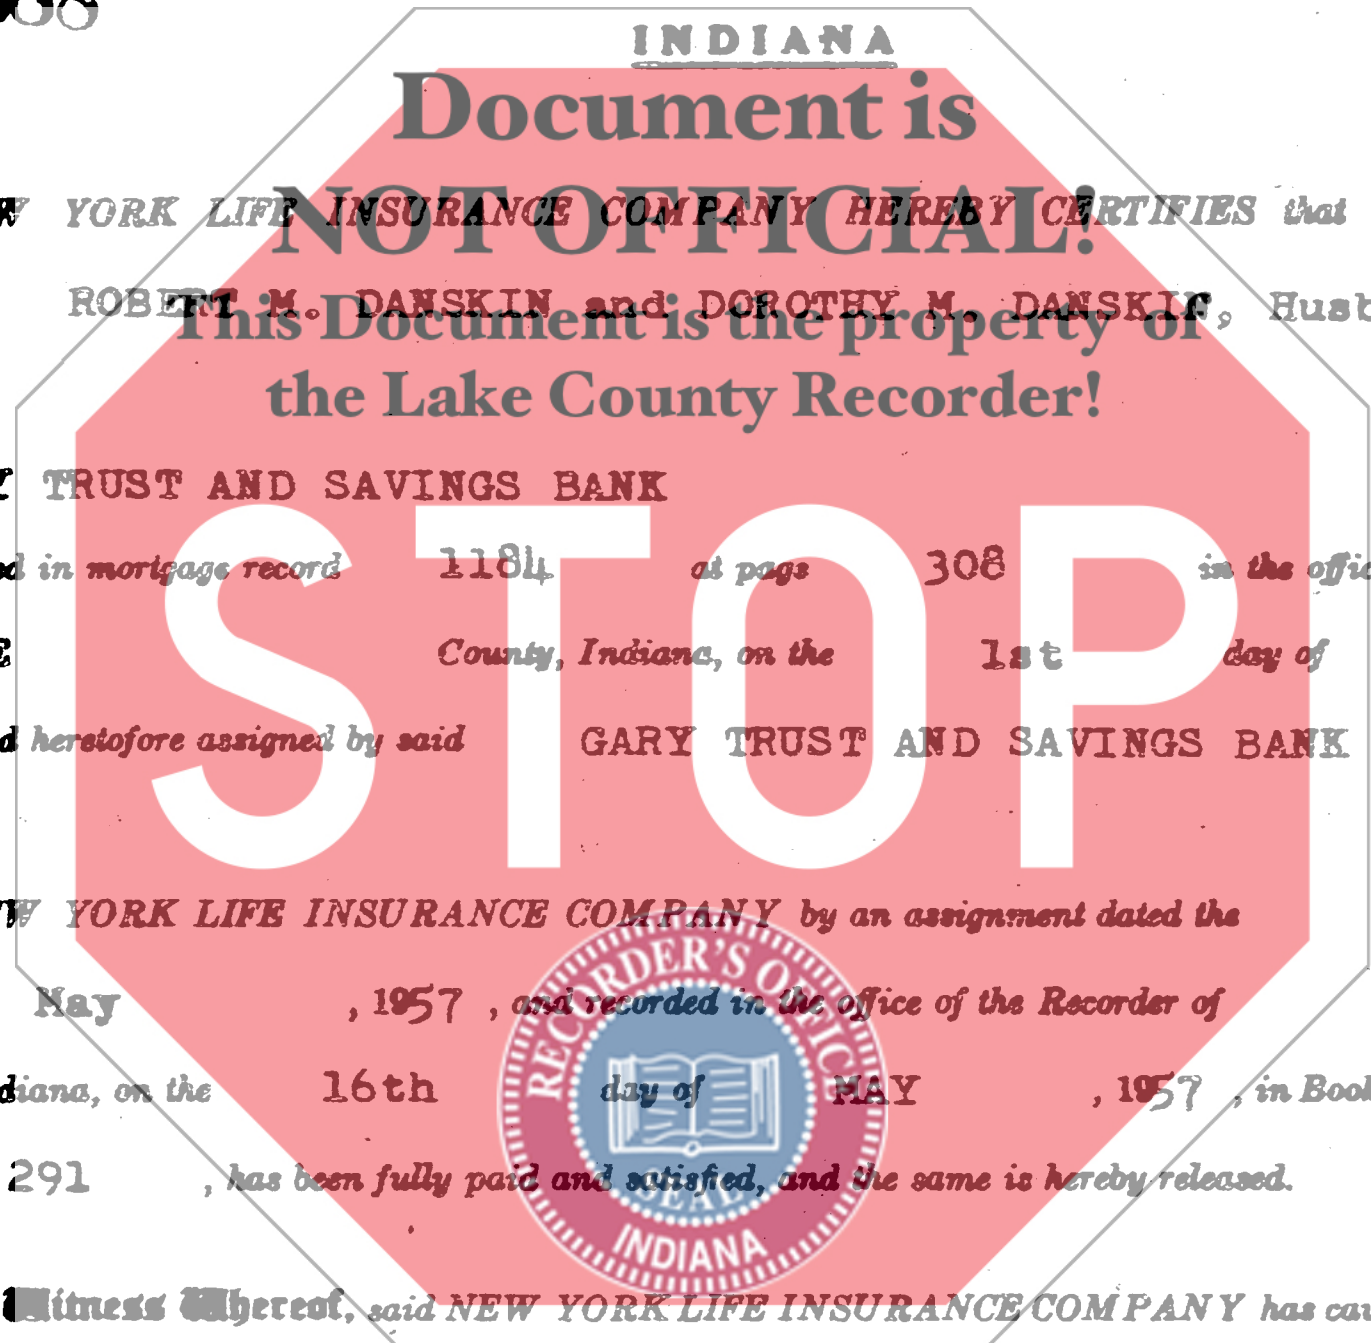 INDIANA
Document is
NOT OFFICIAL!
YORK LIFE INSURANCE COMPANY HEREBY CERTIFIES that
ROBERT M. DANSKIN and DOROTHY M. DANSKIN, Husb
This Document is the property of
the Lake County Recorder!
Y TRUST AND SAVINGS BANK
STOP
ed in mortgage record 1184 at page 308 in the offic
E County, Indiana, on the 1st day of
d heretofore assigned by said GARY TRUST AND SAVINGS BANK
W YORK LIFE INSURANCE COMPANY by an assignment dated the
May , 1957 , and recorded in the office of the Recorder of
diana, on the 16th day of MAY , 1957 , in Book
291 , has been fully paid and satisfied, and the same is hereby released.
RECORDER'S OFFICE
SEAL
INDIANA
Witness Whereof, said NEW YORK LIFE INSURANCE COMPANY has cau